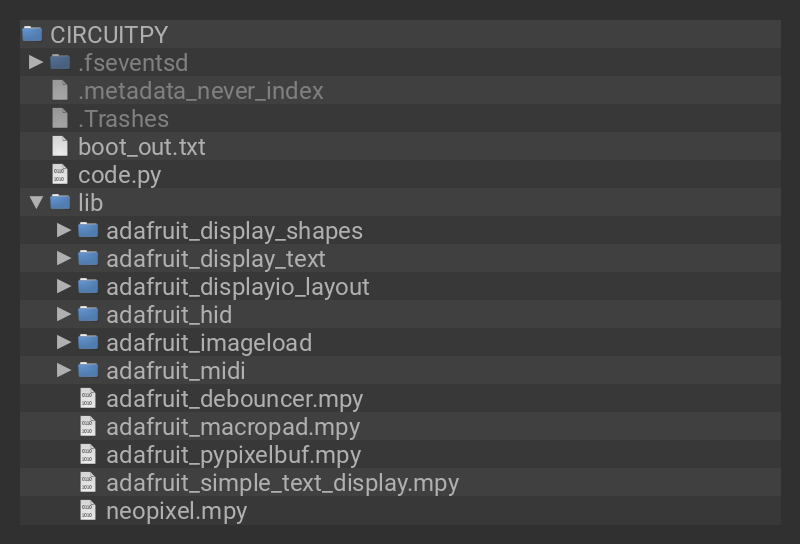 CIRCUITPY
.fseventsd
.metadata_never_index
.Trashes
boot_out.txt
code.py
lib
adafruit_display_shapes
adafruit_display_text
adafruit_displayio_layout
adafruit_hid
adafruit_imageload
adafruit_midi
adafruit_debouncer.mpy
adafruit_macropad.mpy
adafruit_pypixelbuf.mpy
adafruit_simple_text_display.mpy
neopixel.mpy